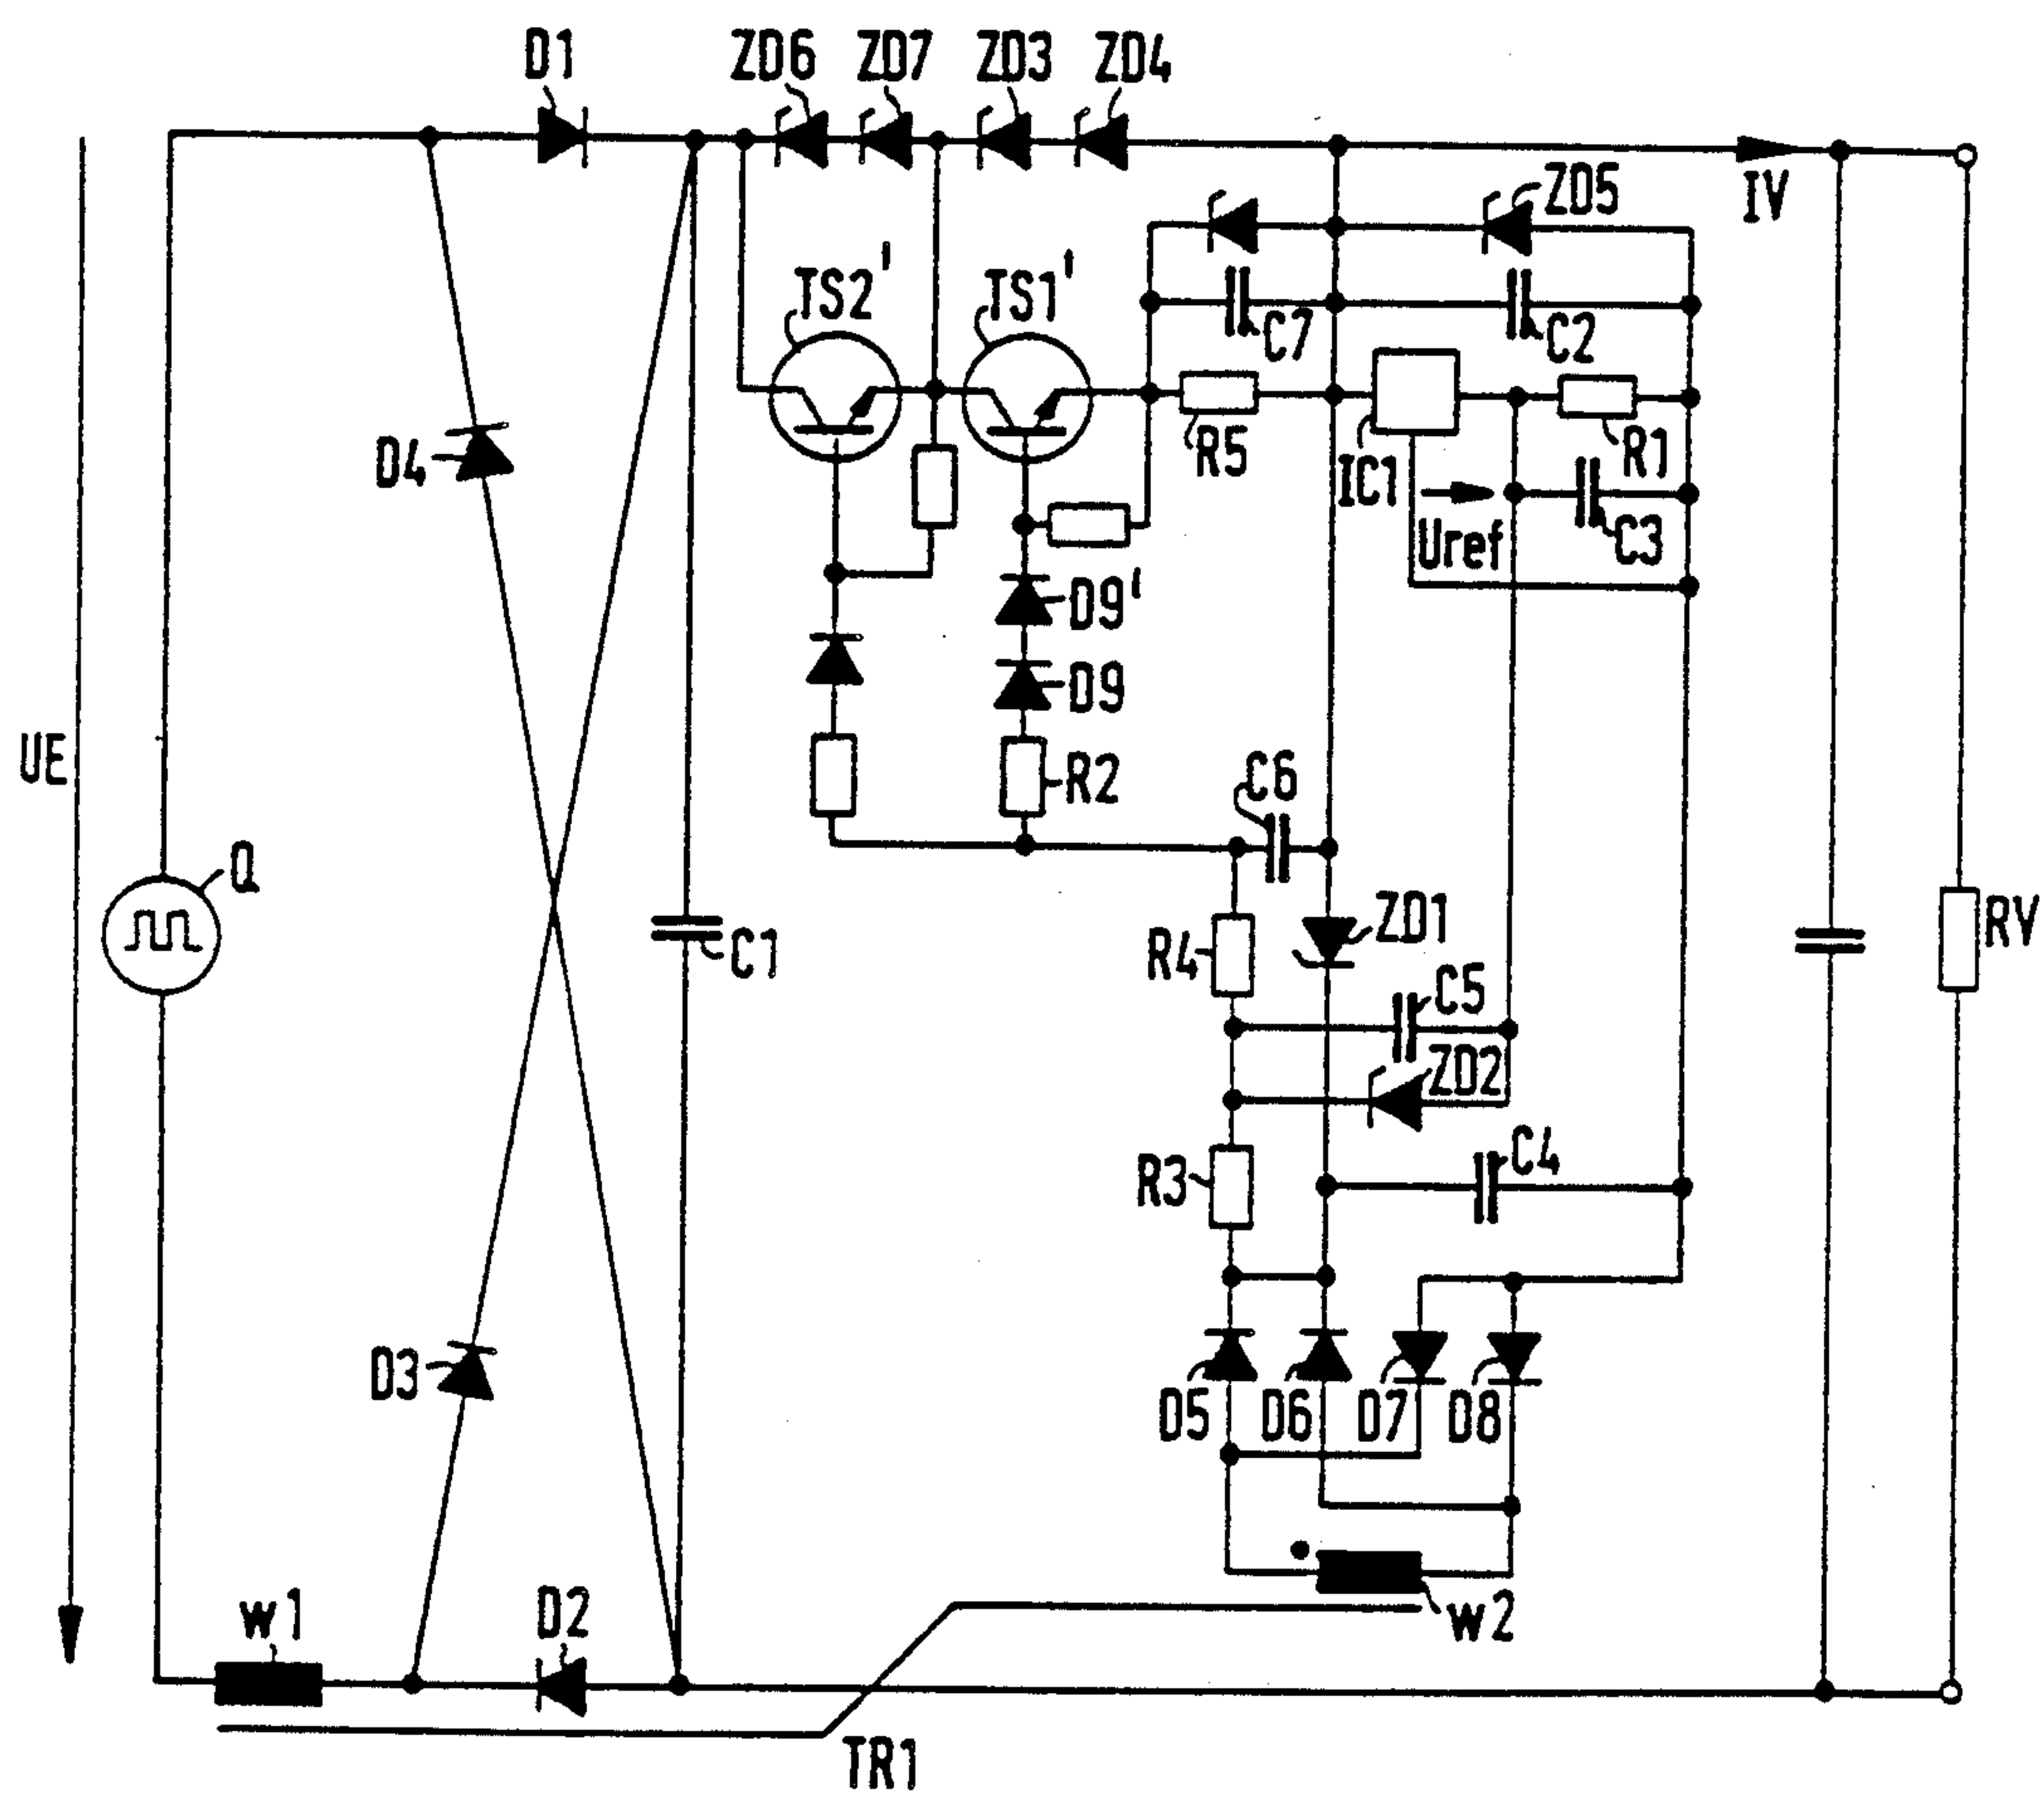 D1
ZD6
ZD7
ZD3
ZD4
ZD5
IV
TS2'
TS1'
C7
C2
D4
R5
IC1
R1
Uref
C3
D9'
D9
UE
R2
C6
Q
ZD1
RV
R4
C1
C5
ZD2
C4
R3
D3
D5
D6
D7
D8
W1
D2
W2
TR1